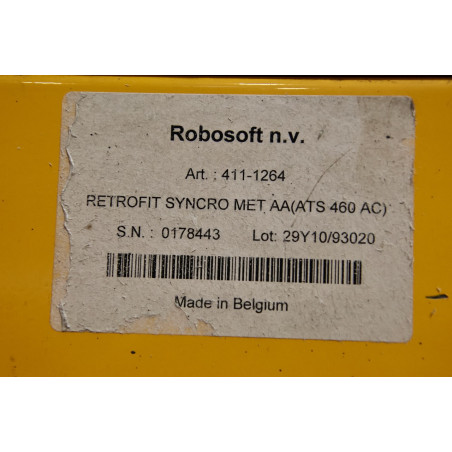 Robosoft n.v.
Art. : 411-1264
RETROFIT SYNCRO MET AA(ATS 460 AC)
S.N. : 0178443 Lot: 29Y10/93020
Made in Belgium